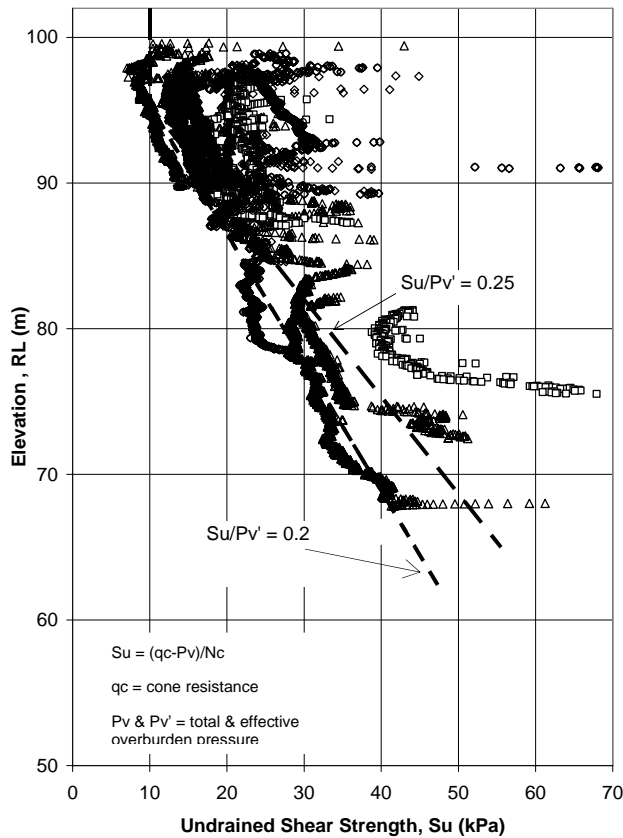 100
90
80
70
60
50
Elevation , RL (m)
Su/Pv' = 0.25
Su/Pv' = 0.2
Su = (qc-Pv)/Nc
qc = cone resistance
Pv & Pv' = total & effective
overburden pressure
0 10 20 30 40 50 60 70
Undrained Shear Strength, Su (kPa)